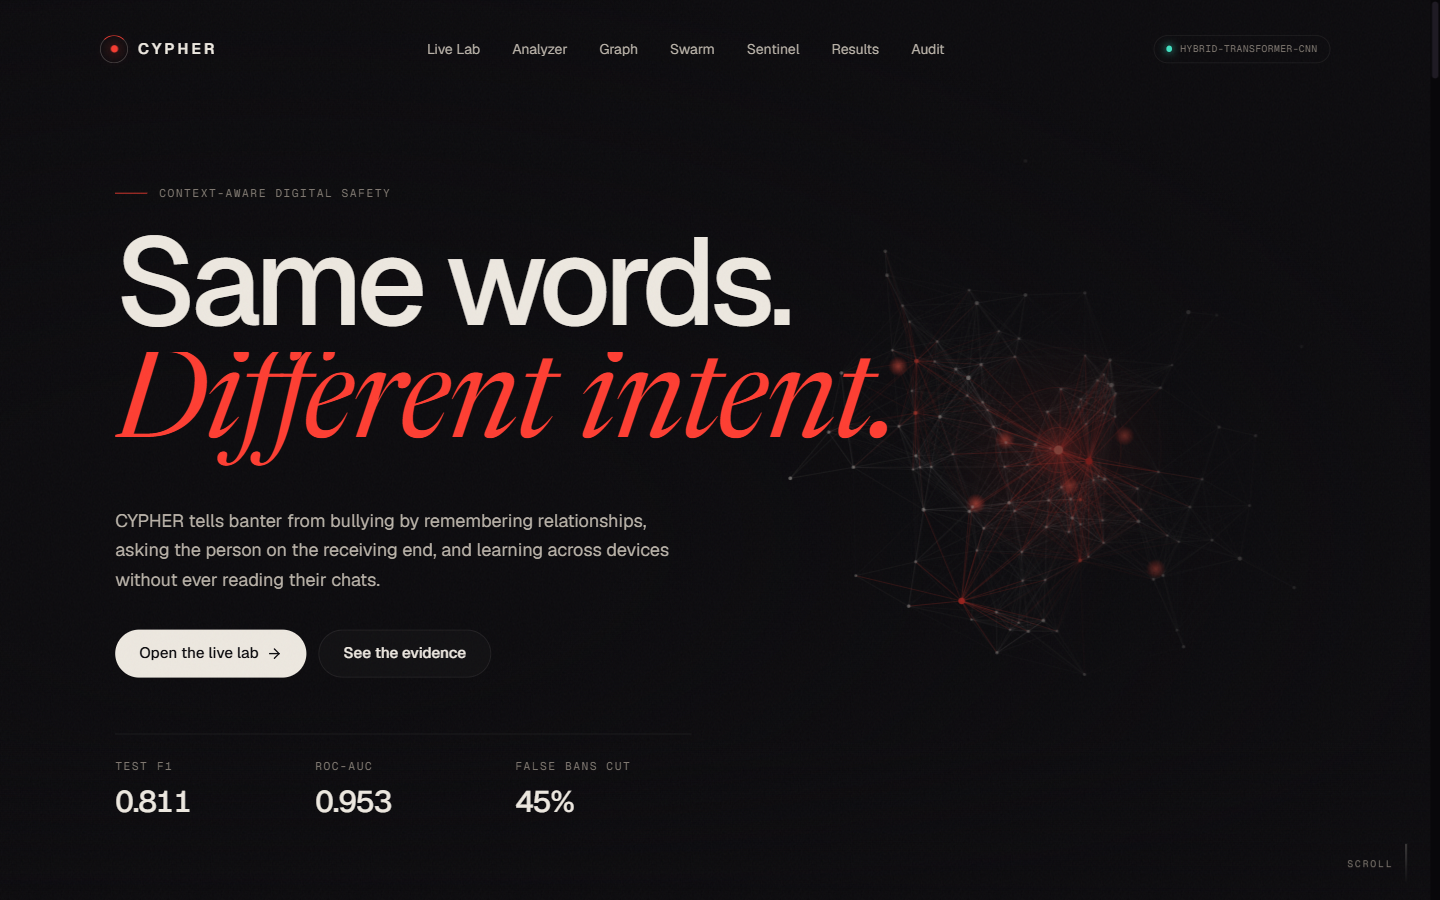 CYPHER
Live Lab
Analyzer
Graph
Swarm
Sentinel
Results
Audit
HYBRID-TRANSFORMER-CNN
CONTEXT-AWARE DIGITAL SAFETY
Same words.
Different intent.
CYPHER tells banter from bullying by remembering relationships,
asking the person on the receiving end, and learning across devices
without ever reading their chats.
Open the live lab →
See the evidence
TEST F1
0.811
ROC-AUC
0.953
FALSE BANS CUT
45%
SCROLL